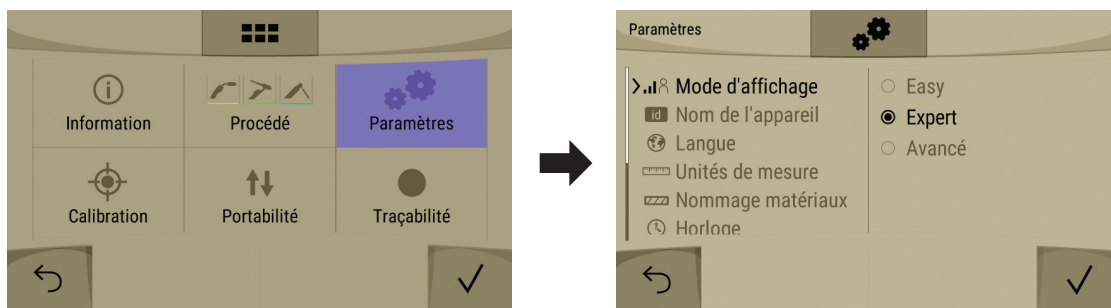 Information
Procédé
Paramètres
Calibration
Portabilité
Traçabilité
Paramètres
Mode d'affichage
id Nom de l'appareil
Langue
Unités de mesure
Nommage matériaux
Horloge
Easy
Expert
Avancé